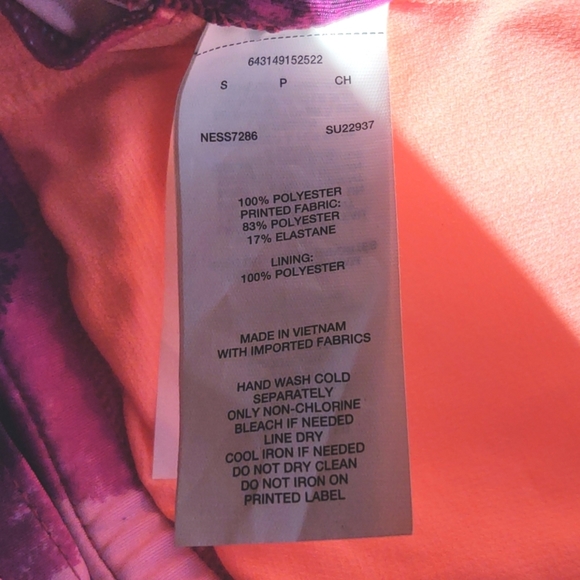 643149152522
S P CH
NESS7286 SU22937
100% POLYESTER
PRINTED FABRIC:
83% POLYESTER
17% ELASTANE
LINING:
100% POLYESTER
MADE IN VIETNAM
WITH IMPORTED FABRICS
HAND WASH COLD
SEPARATELY
ONLY NON-CHLORINE
BLEACH IF NEEDED
LINE DRY
COOL IRON IF NEEDED
DO NOT DRY CLEAN
DO NOT IRON ON
PRINTED LABEL